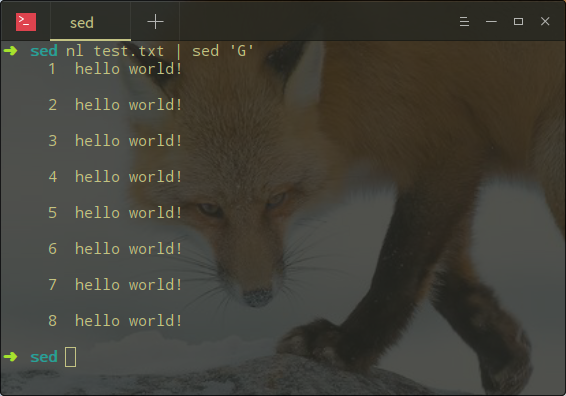 sed
➜ sed nl test.txt | sed 'G'
1 hello world!
2 hello world!
3 hello world!
4 hello world!
5 hello world!
6 hello world!
7 hello world!
8 hello world!
➜ sed